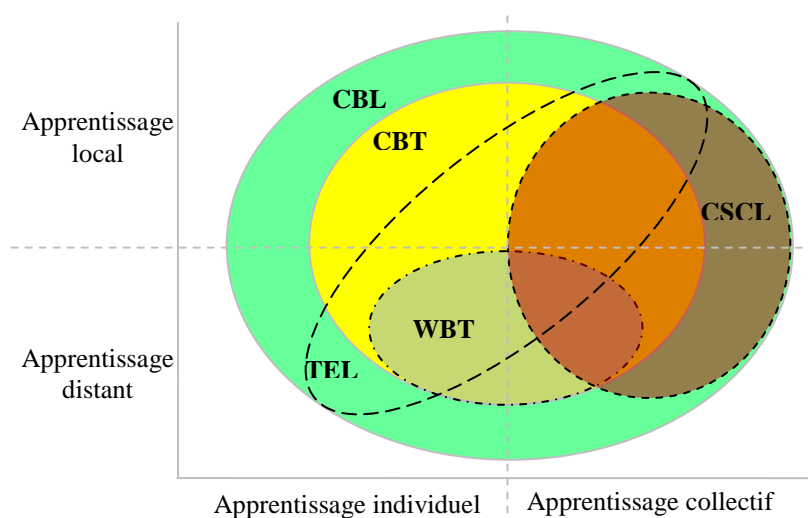 CBL
Apprentissage
local
CBT
CSCL
WBT
Apprentissage
distant
TEL
Apprentissage individuel
Apprentissage collectif